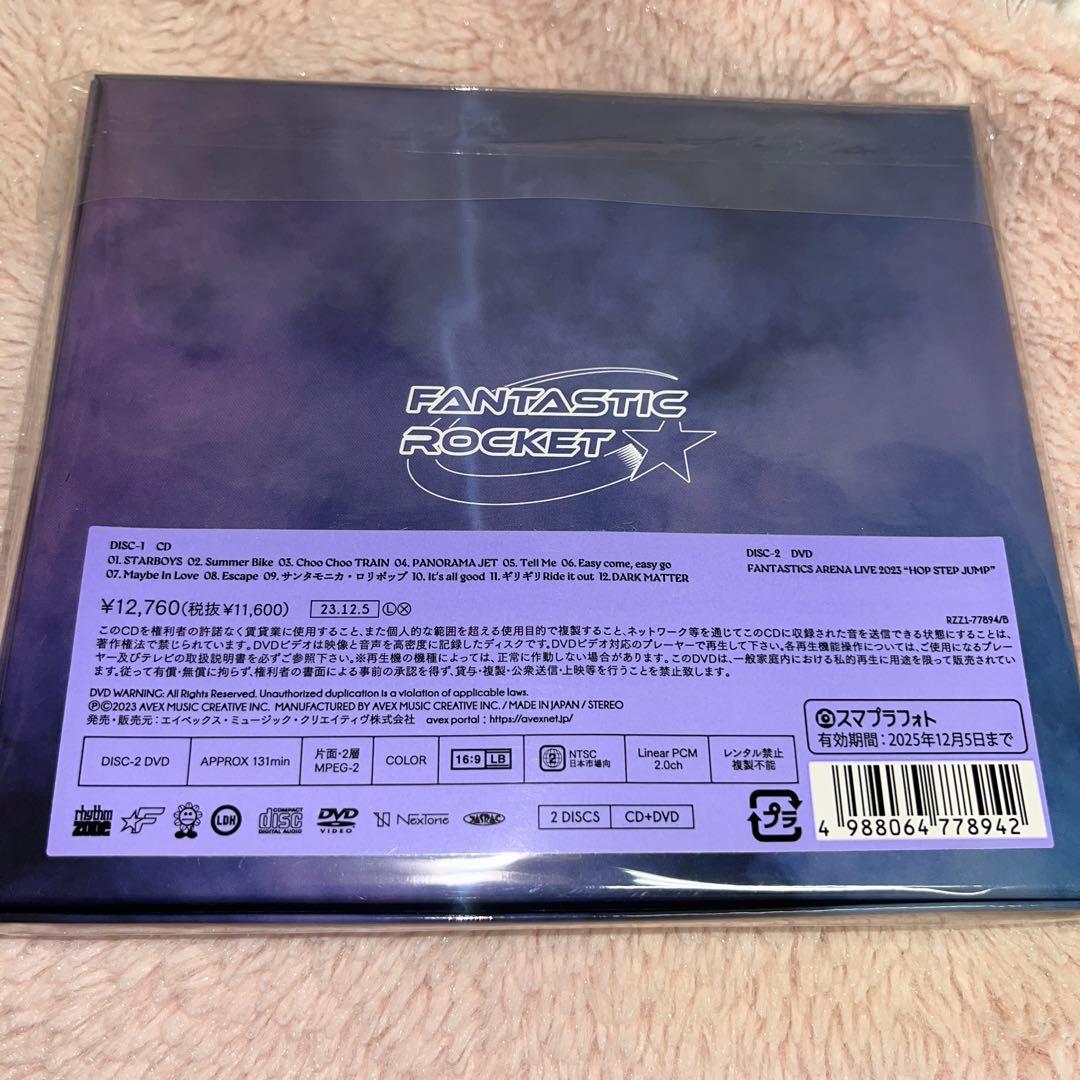 FANTASTIC
ROCKET
DISC-1 CD
01. STARBOYS 02. Summer Bike 03. Choo Choo TRAIN 04. PANORAMA JET 05. Tell Me 06. Easy come, easy go
07. Maybe In Love 08. Escape 09. サンタモニカ・ロリポップ 10. It's all good 11. ギリギリ Ride it out 12. DARK MATTER
DISC-2 DVD
FANTASTICS ARENA LIVE 2023 “HOP STEP JUMP”
¥12,760(税抜¥11,600) 23.12.5 Ⓛ Ⓧ
RZZ1-77894/B
このCDを権利者の許諾なく賃貸業に使用すること、また個人的な範囲を超える使用目的で複製すること、ネットワーク等を通じてこのCDに収録された音を送信できる状態にすることは、
著作権法で禁じられています。DVDビデオは映像と音声を高密度に記録したディスクです。DVDビデオ対応のプレーヤーで再生して下さい。各再生機能操作については、ご使用になるプレー
ヤー及びテレビの取扱説明書を必ずご参照下さい。※再生機の機種によっては、正常に作動しない場合があります。このDVDは、一般家庭内における私的再生に用途を限って販売されてい
ます。従って有償・無償に拘らず、権利者の書面による事前の承認を得ず、貸与・複製・公衆送信・上映等を行うことを禁止致します。
DVD WARNING: All Rights Reserved. Unauthorized duplication is a violation of applicable laws.
ⓅⒸ2023 AVEX MUSIC CREATIVE INC. MANUFACTURED BY AVEX MUSIC CREATIVE INC. / MADE IN JAPAN / STEREO
発売・販売元：エイベックス・ミュージック・クリエイティヴ株式会社 avex portal : https://avexnet.jp/
スマプラフォト
有効期間：2025年12月5日まで
DISC-2 DVD
APPROX 131min
片面・2層
MPEG-2
COLOR
16:9 LB
2 NTSC
日本市場向
Linear PCM
2.0ch
レンタル禁止
複製不能
rhythm
zone
F
LDH
COMPACT
disc
DIGITAL AUDIO
DVD
VIDEO
NexTone
JASRAC
2 DISCS
CD+DVD
プラ
4 988064 778942